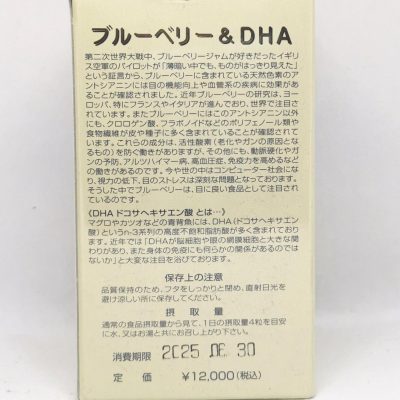 ブルーベリー＆DHA
第二次世界大戦中、ブルーベリージャムが好きだったイギリ
ス空軍のパイロットが「薄暗い中でも、ものがはっきり見えた」
という証言から、ブルーベリーに含まれている天然色素のア
ントシアニンには目の機能向上や血管系の疾病に効果があ
ることが確認されました。近年ブルーベリーの研究は、ヨー
ロッパ、特にフランスやイタリアが進んでおり、世界で注目さ
れています。またブルーベリーにはこのアントシアニン以外
にも、クロロゲン酸、フラボノイドなどのポリフェノール類や
食物繊維が皮や種子に多く含まれていることが確認されて
います。これらの成分は、活性酸素（老化やガンの原因とな
るもの）を防ぐ働きがありますが、その他にも、動脈硬化やガ
ンの予防、アルツハイマー病、高血圧症、免疫力を高めるなど
の働きがあるのです。今や世の中はコンピューター社会にな
り、視力の低下、目のストレスは深刻な問題となっております。
そうした中でブルーベリーは、目に良い食品として注目され
ているのです。
〈DHA ドコサヘキサエン酸 とは…〉
マグロやカツオなどの青背魚には、DHA（ドコサヘキサエン
酸）というn-3系列の高度不飽和脂肪酸が多く含まれておりま
す。近年では「DHAが脳細胞や眼の網膜細胞と大きな関
わりがあり、また身体の免疫にも何らかの関係があるのでは
ないか」と大変な注目を浴びております。
保存上の注意
品質保持のため、フタをしっかりと閉め、直射日光を
避け涼しい所に保存してください。
摂取量
通常の食品摂取量から見て、1日の摂取量4粒を目安
に水、又はお湯と共にお召し上がり下さい。
消費期限 2025 06.30
定価 ￥12,000（税込）